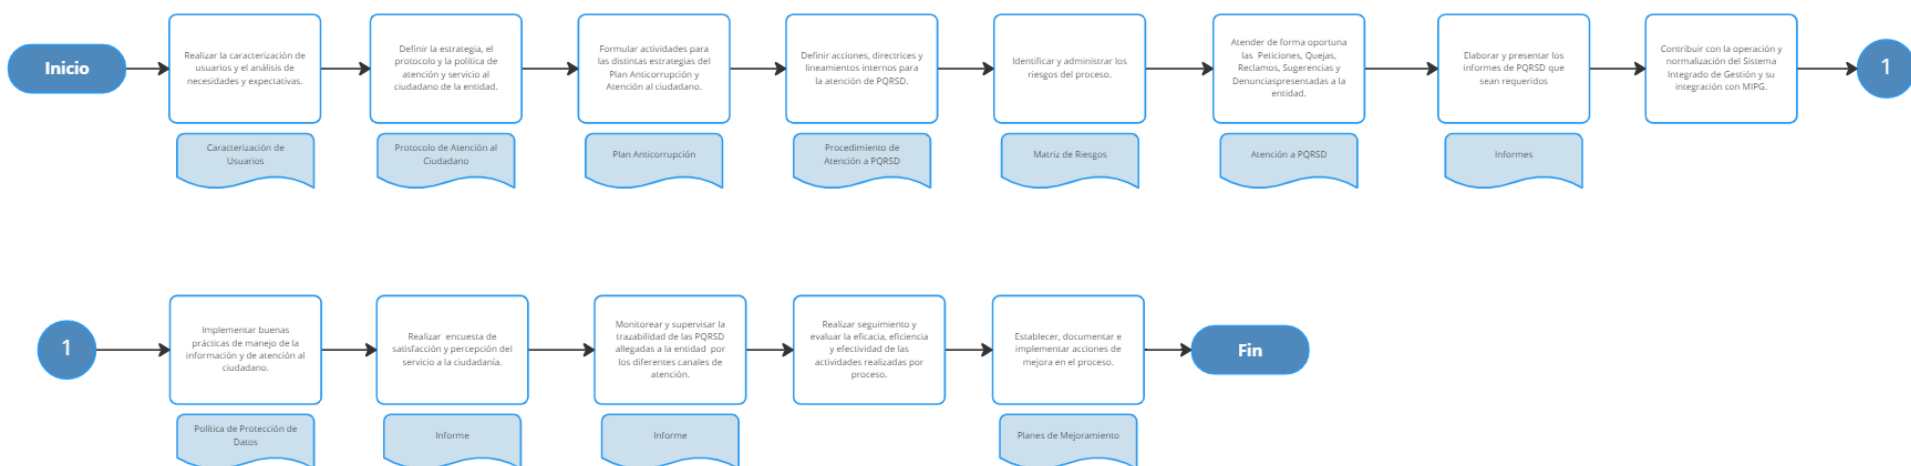 Inicio
Realizar la caracterización de
usuarios y el análisis de
necesidades y expectativas.
Definir la estrategia, el
protocolo y la política de
atención y servicio al
ciudadano de la entidad.
Formular actividades para
las distintas estrategias del
Plan Anticorrupción y
Atención al ciudadano.
Definir acciones, directrices y
lineamientos internos para
la atención de PQRSD.
Identificar y administrar los
riesgos del proceso.
Atender de forma oportuna
las Peticiones, Quejas,
Reclamos, Sugerencias y
Denunciaspresentadas a la
entidad.
Elaborar y presentar los
informes de PQRSD que
sean requeridos
Contribuir con la operación y
normalización del Sistema
Integrado de Gestión y su
integración con MIPG.
1
Caracterización de
Usuarios
Protocolo de Atención al
Ciudadano
Plan Anticorrupción
Procedimiento de
Atención a PQRSD
Matriz de Riesgos
Atención a PQRSD
Informes
1
Implementar buenas
prácticas de manejo de la
información y de atención al
ciudadano.
Realizar encuesta de
satisfacción y percepción del
servicio a la ciudadanía.
Monitorear y supervisar la
trazabilidad de las PQRSD
allegadas a la entidad por
los diferentes canales de
atención.
Realizar seguimiento y
evaluar la eficacia, eficiencia
y efectividad de las
actividades realizadas por
proceso.
Establecer, documentar e
implementar acciones de
mejora en el proceso.
Fin
Política de Protección de
Datos
Informe
Informe
Planes de Mejoramiento